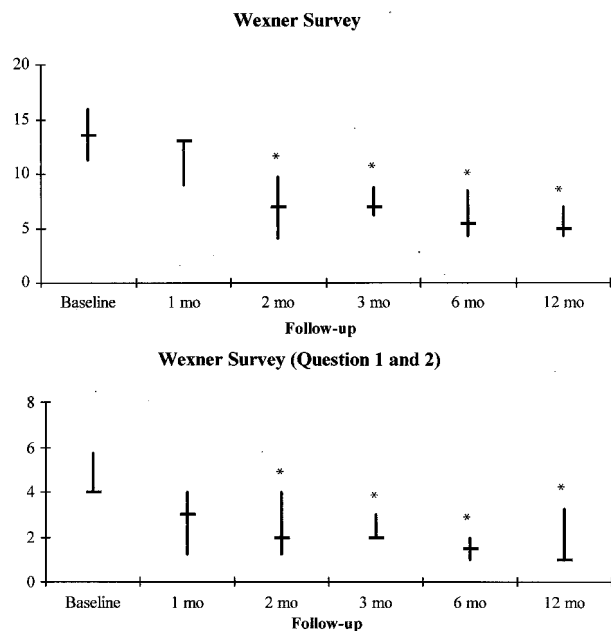 Wexner Survey
20
15
10
5
0
* * * *
Baseline 1 mo 2 mo 3 mo 6 mo 12 mo
Follow-up
Wexner Survey (Question 1 and 2)
8
6
4
2
0
* * * *
Baseline 1 mo 2 mo 3 mo 6 mo 12 mo
Follow-up